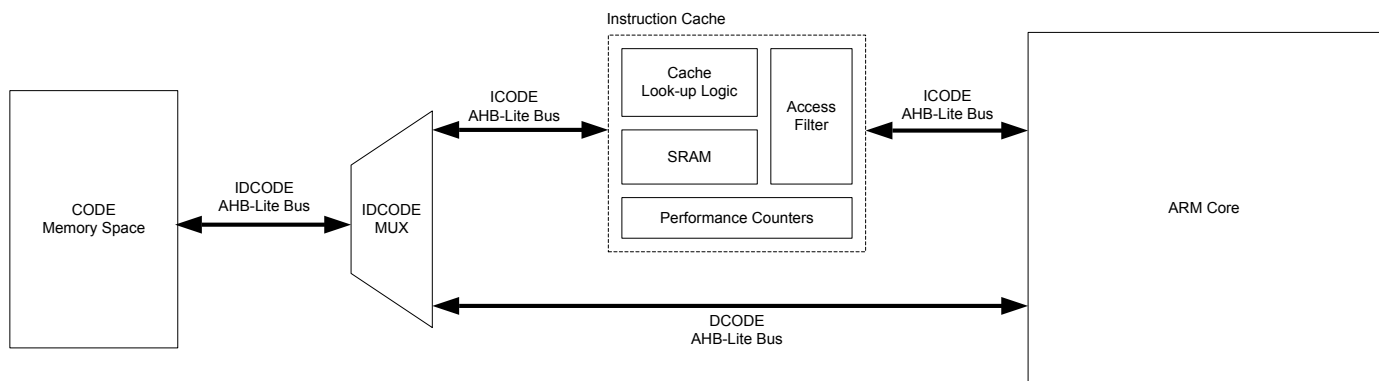 Instruction Cache
Cache
Look-up Logic
Access
Filter
SRAM
Performance Counters
ICODE
AHB-Lite Bus
ICODE
AHB-Lite Bus
IDCODE
AHB-Lite Bus
CODE
Memory Space
IDCODE
MUX
ARM Core
DCODE
AHB-Lite Bus